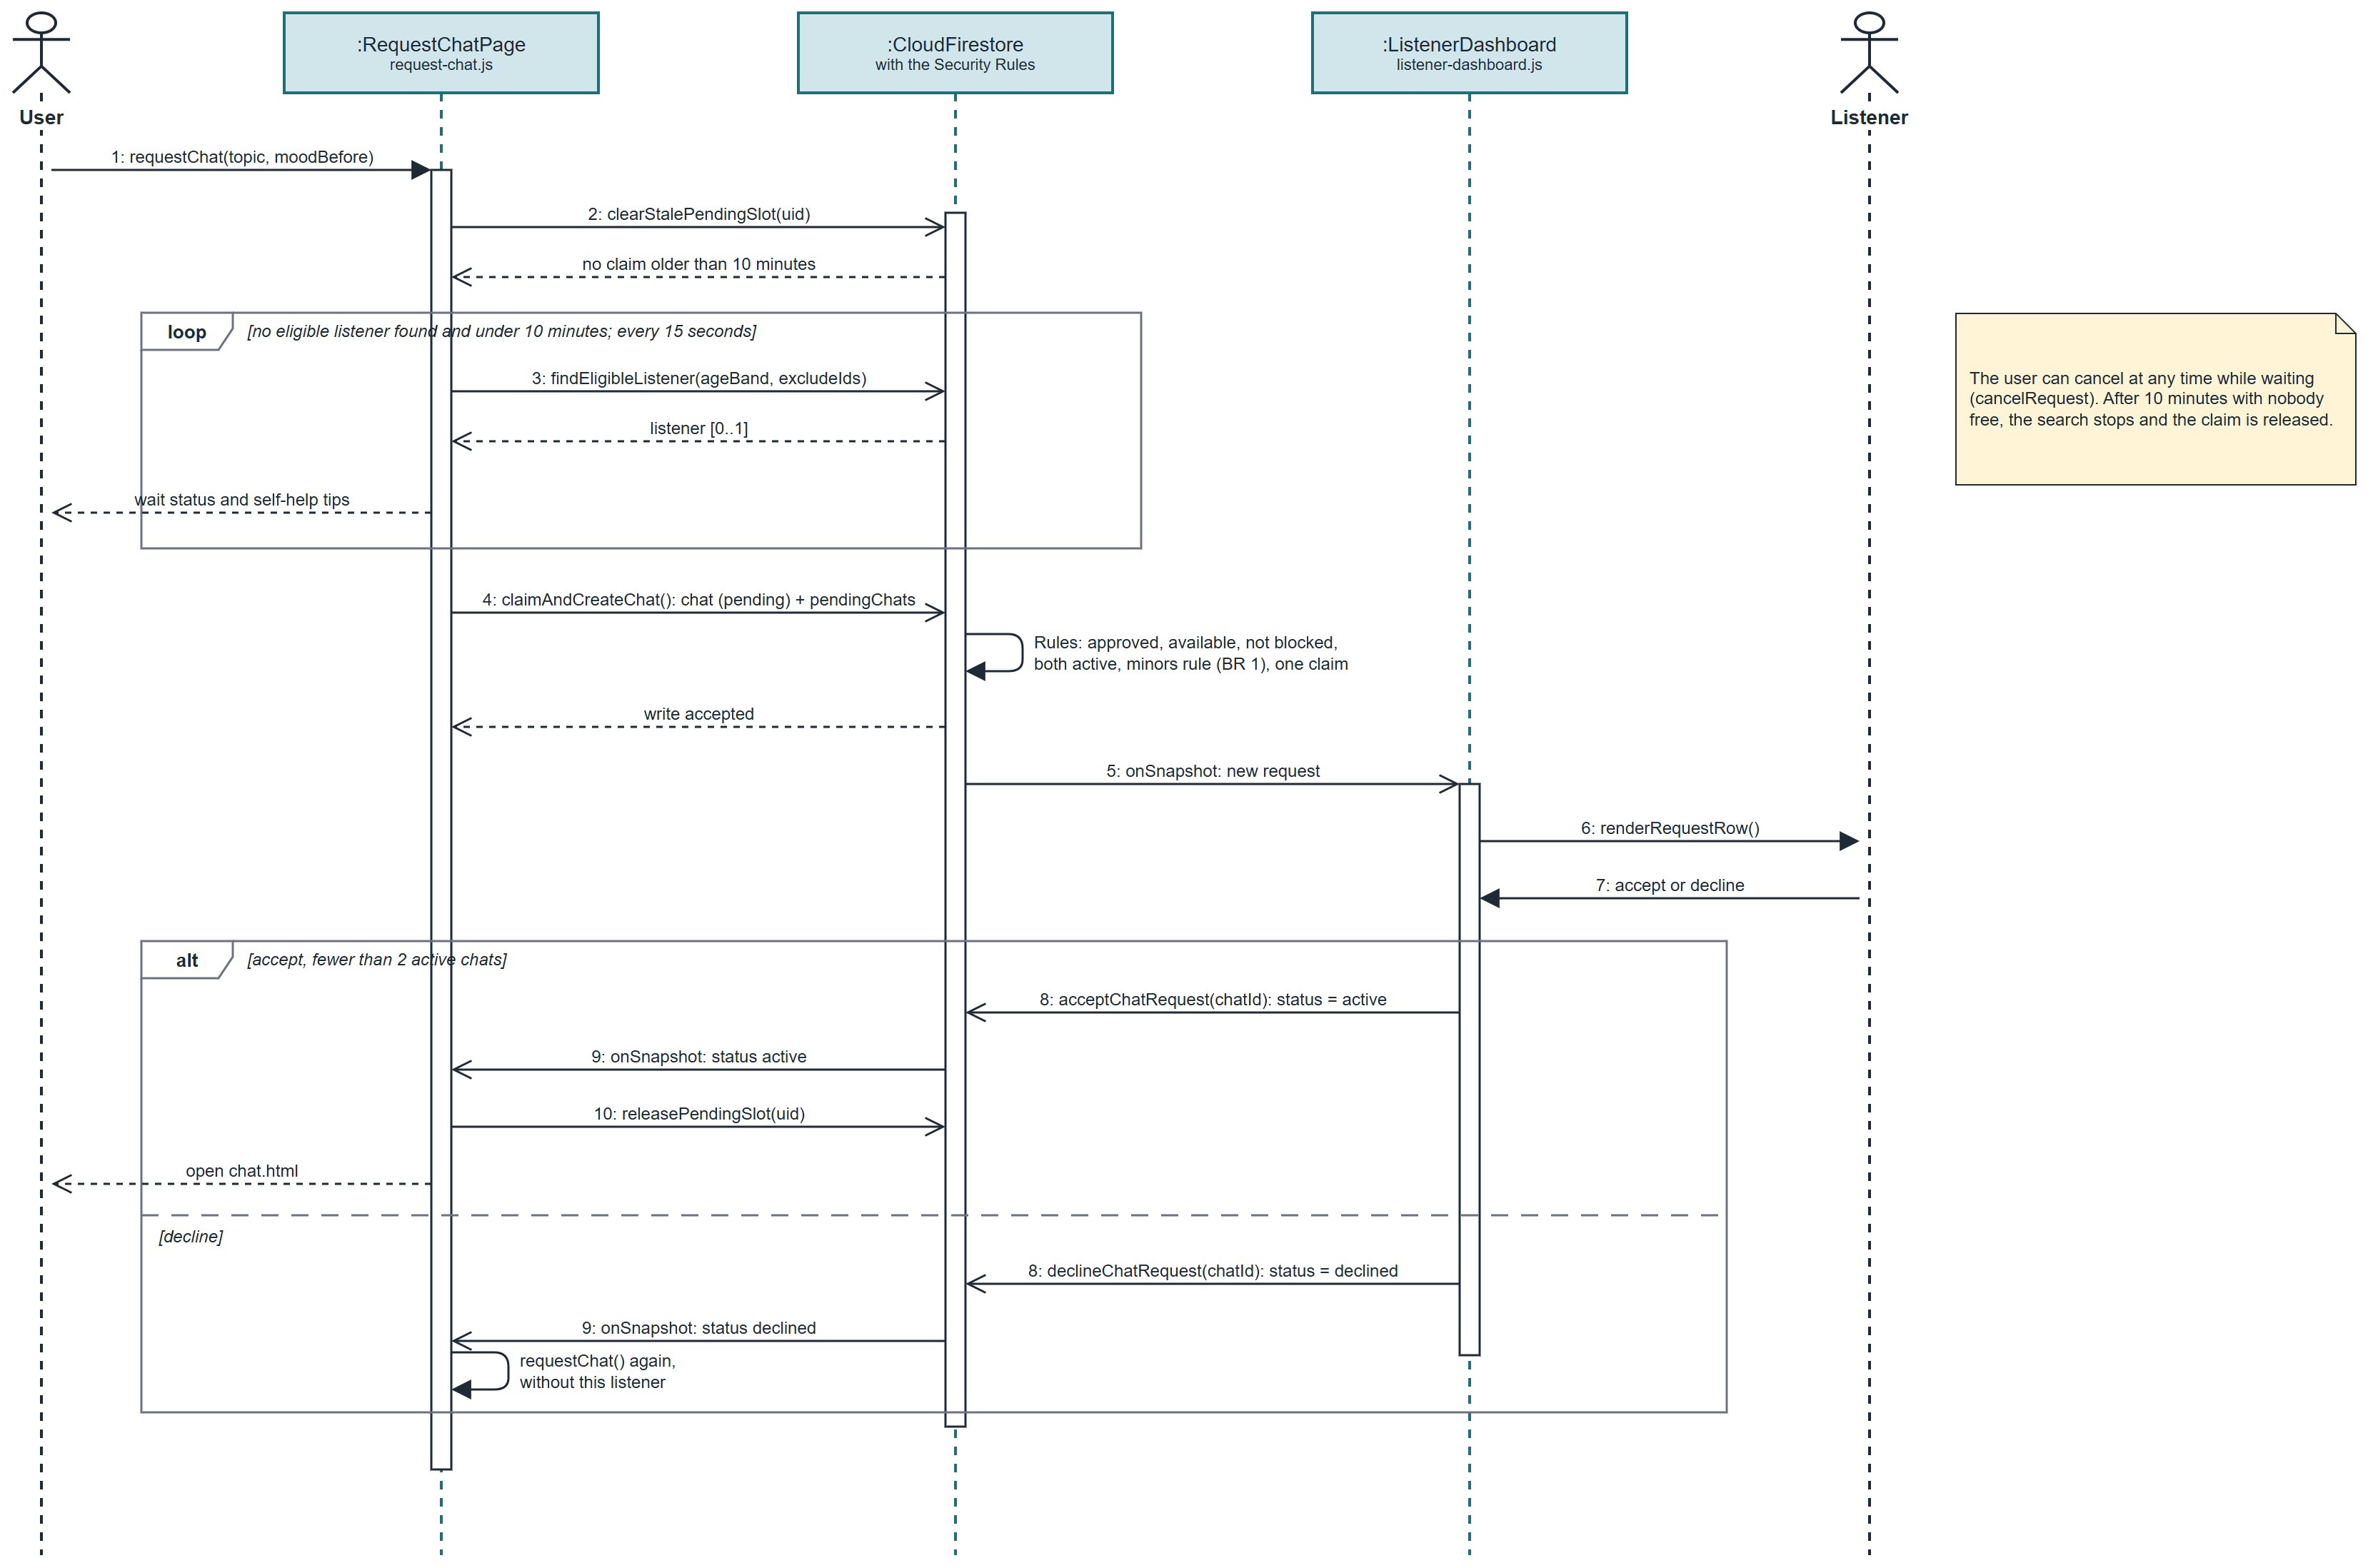 :RequestChatPage
request-chat.js
:CloudFirestore
with the Security Rules
:ListenerDashboard
listener-dashboard.js
User
Listener
1: requestChat(topic, moodBefore)
2: clearStalePendingSlot(uid)
no claim older than 10 minutes
loop
[no eligible listener found and under 10 minutes; every 15 seconds]
3: findEligibleListener(ageBand, excludeIds)
listener [0..1]
wait status and self-help tips
The user can cancel at any time while waiting
(cancelRequest). After 10 minutes with nobody
free, the search stops and the claim is released.
4: claimAndCreateChat(): chat (pending) + pendingChats
Rules: approved, available, not blocked,
both active, minors rule (BR 1), one claim
write accepted
5: onSnapshot: new request
6: renderRequestRow()
7: accept or decline
alt
[accept, fewer than 2 active chats]
8: acceptChatRequest(chatId): status = active
9: onSnapshot: status active
10: releasePendingSlot(uid)
open chat.html
[decline]
8: declineChatRequest(chatId): status = declined
9: onSnapshot: status declined
requestChat() again,
without this listener